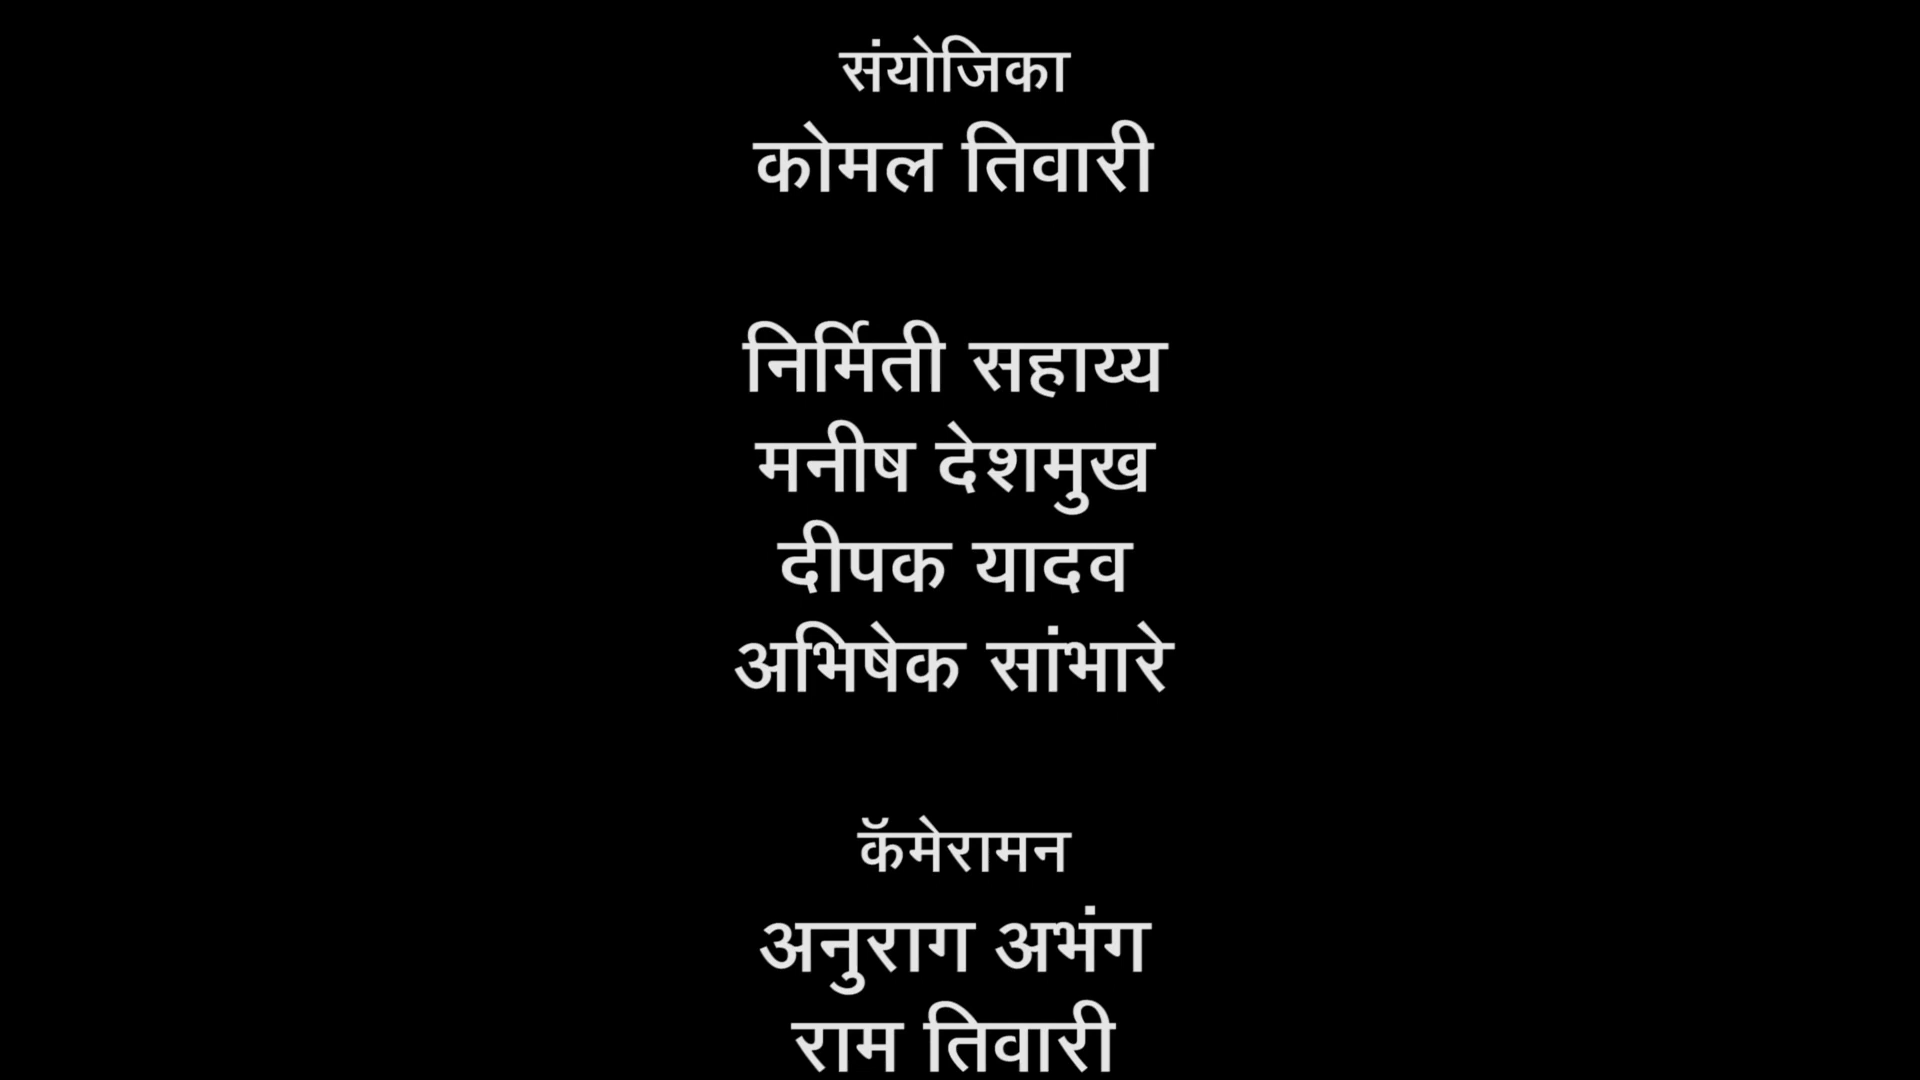 संयोजिका
कोमल तिवारी
निर्मिती सहाय्य
मनीष देशमुख
दीपक यादव
अभिषेक सांभारे
कॅमेरामन
अनुराग अभंग
राम तिवारी